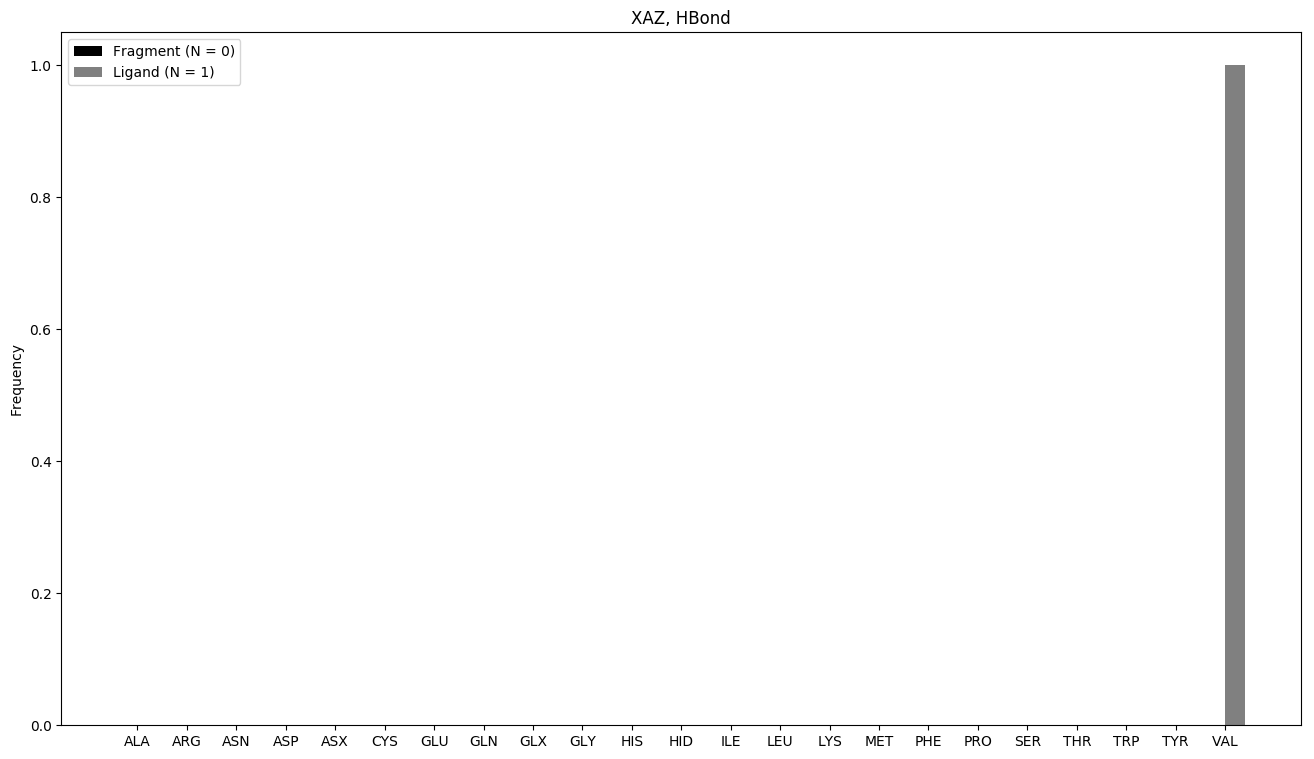 XAZ, HBond
Fragment (N = 0)
Ligand (N = 1)
Frequency
1.0
0.8
0.6
0.4
0.2
0.0
ALA ARG ASN ASP ASX CYS GLU GLN GLX GLY HIS HID ILE LEU LYS MET PHE PRO SER THR TRP TYR VAL